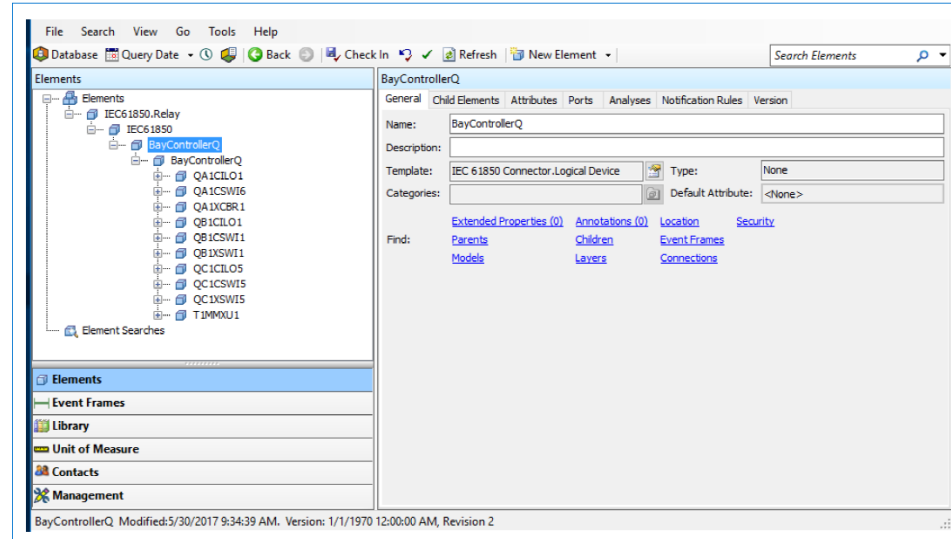 File Search View Go Tools Help
Database Query Date Back Check In Refresh New Element Search Elements
Elements
Elements
IEC61850.Relay
IEC61850
BayControllerQ
BayControllerQ
QA1CILO1
QA1CSWI6
QA1XCBR1
QB1CILO1
QB1CSWI1
QB1XSWI1
QC1CILO5
QC1CSWI5
QC1XSWI5
T1MMXU1
Element Searches
Elements
Event Frames
Library
Unit of Measure
Contacts
Management
BayControllerQ
General Child Elements Attributes Ports Analyses Notification Rules Version
Name: BayControllerQ
Description:
Template: IEC 61850 Connector.Logical Device Type: None
Categories: Default Attribute: <None>
Extended Properties (0) Annotations (0) Location Security
Find: Parents Children Event Frames
Models Layers Connections
BayControllerQ Modified:5/30/2017 9:34:39 AM. Version: 1/1/1970 12:00:00 AM, Revision 2